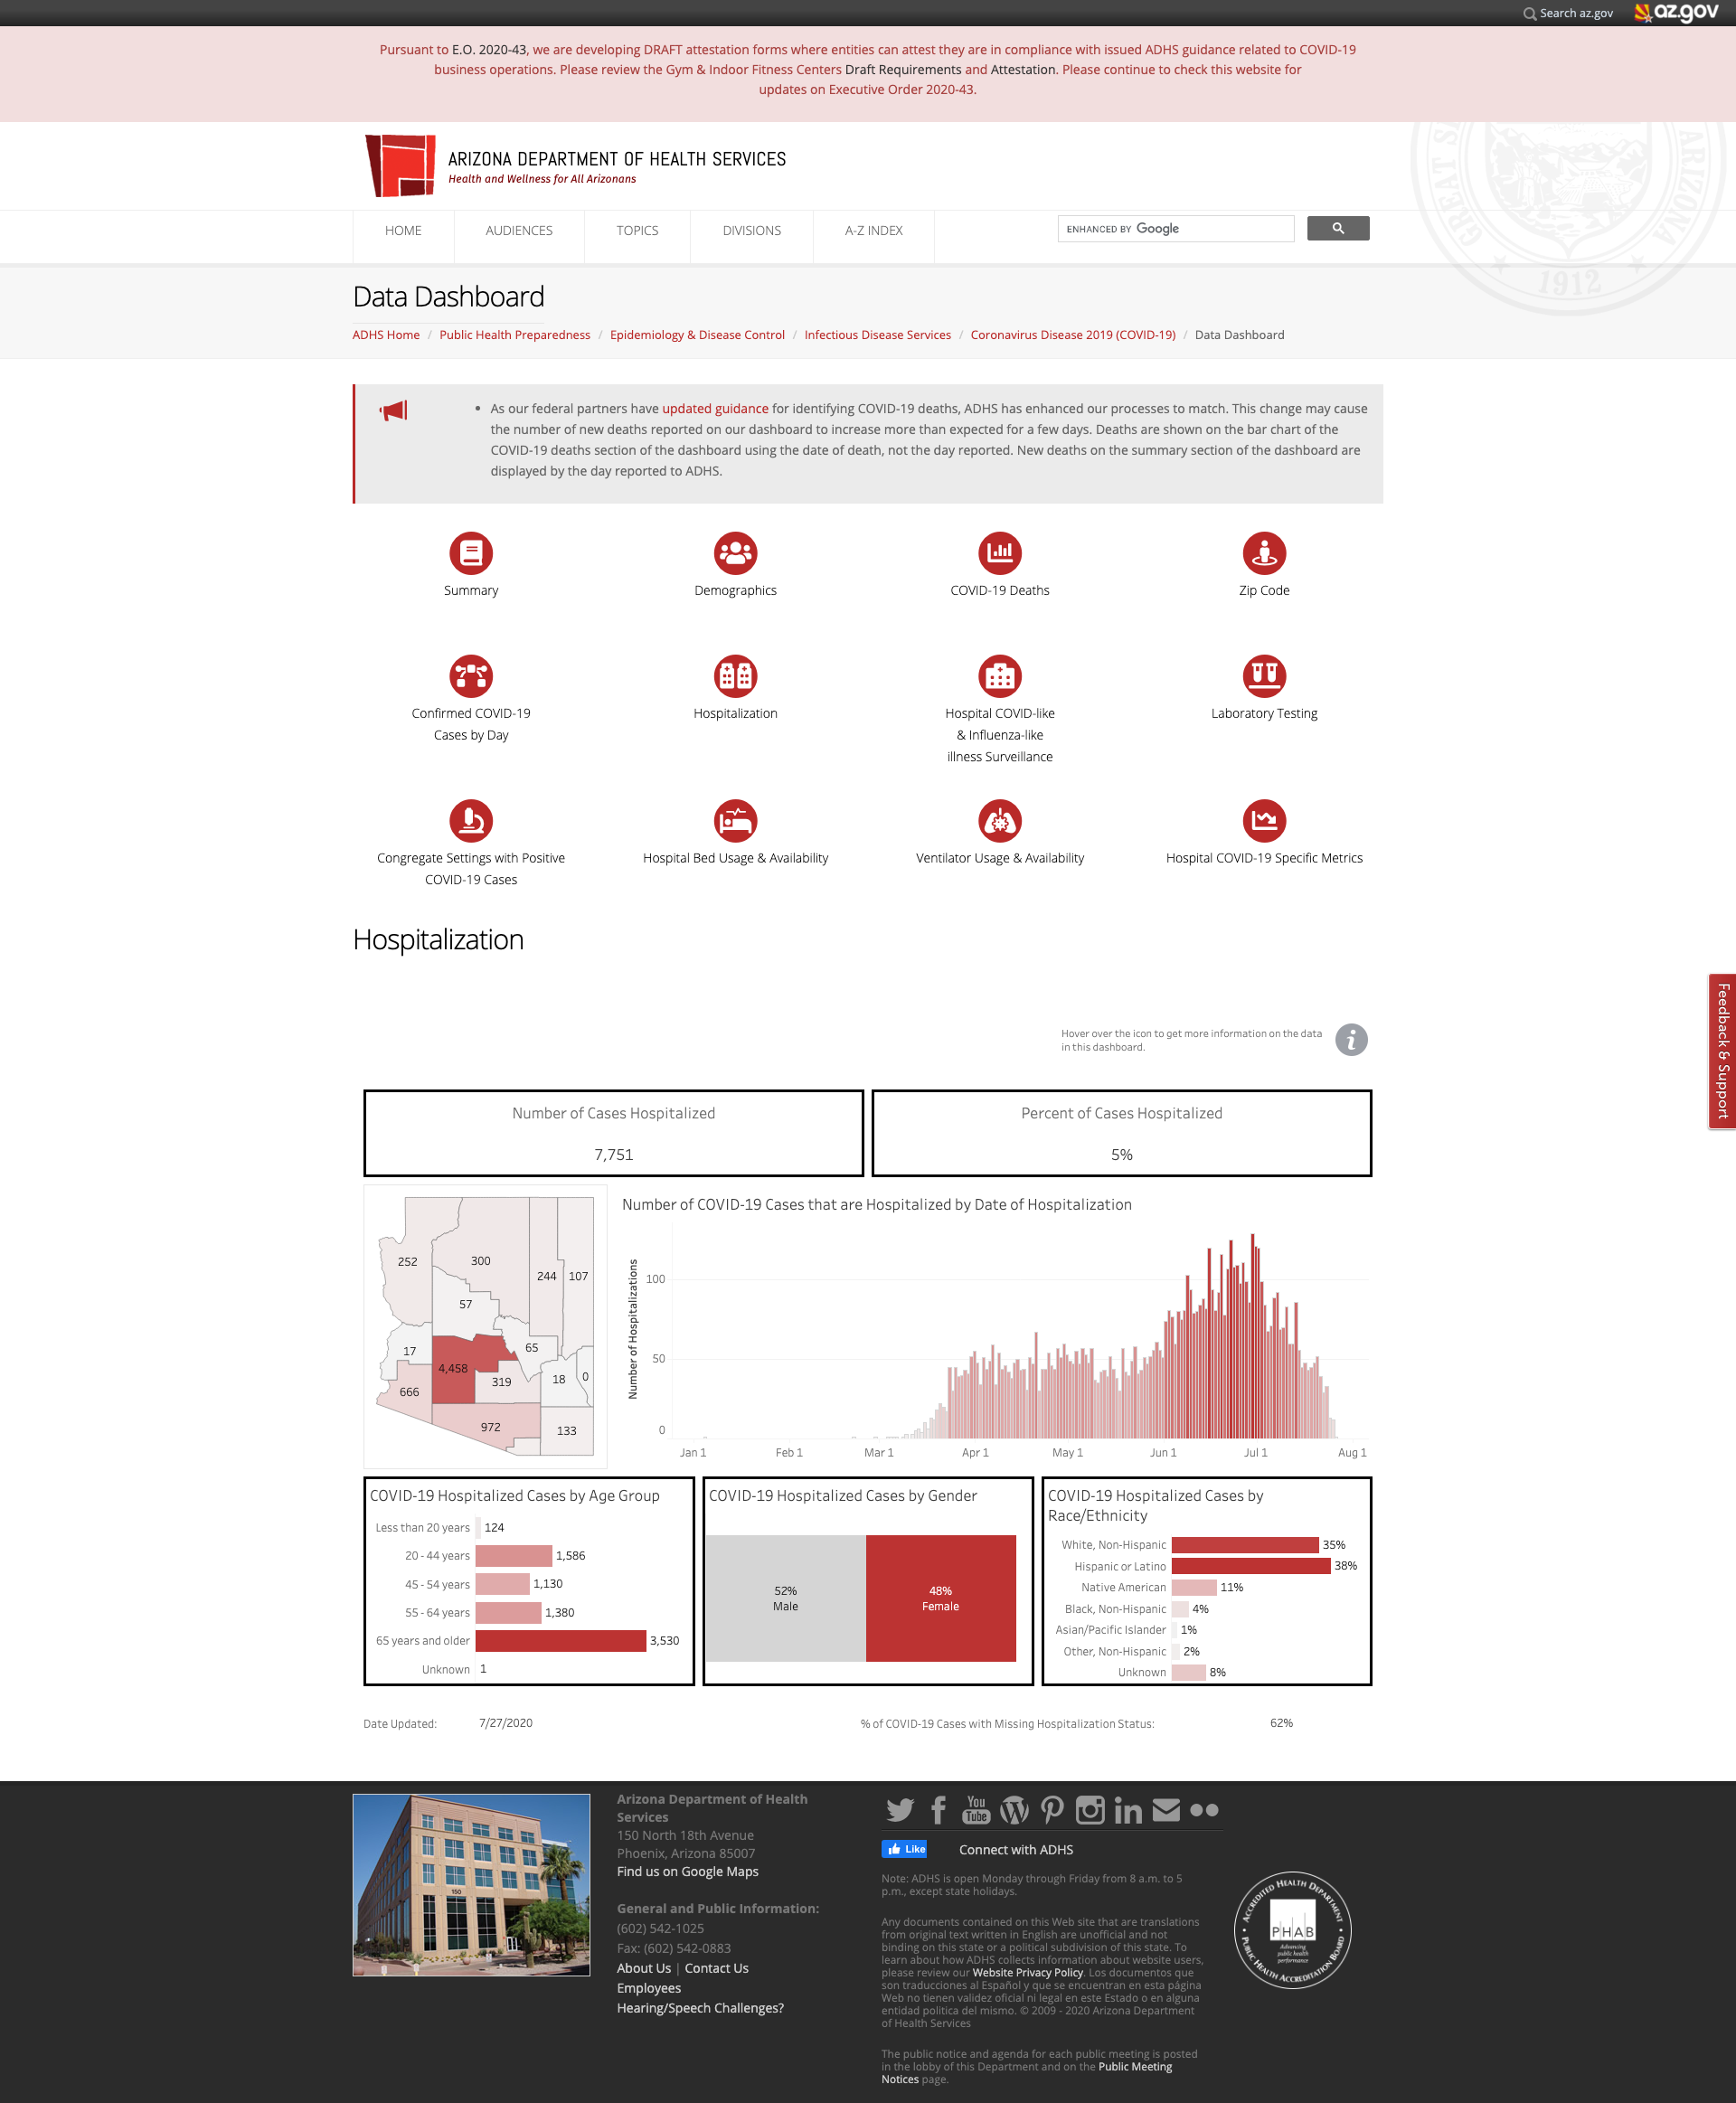 Search az.gov
az.gov
Pursuant to E.O. 2020-43, we are developing DRAFT attestation forms where entities can attest they are in compliance with issued ADHS guidance related to COVID-19
business operations. Please review the Gym & Indoor Fitness Centers Draft Requirements and Attestation. Please continue to check this website for
updates on Executive Order 2020-43.
ARIZONA DEPARTMENT OF HEALTH SERVICES
Health and Wellness for All Arizonans
GREAT SEAL
ARIZONA
1912
HOME
AUDIENCES
TOPICS
DIVISIONS
A-Z INDEX
ENHANCED BY Google
Data Dashboard
ADHS Home / Public Health Preparedness / Epidemiology & Disease Control / Infectious Disease Services / Coronavirus Disease 2019 (COVID-19) / Data Dashboard
As our federal partners have updated guidance for identifying COVID-19 deaths, ADHS has enhanced our processes to match. This change may cause
the number of new deaths reported on our dashboard to increase more than expected for a few days. Deaths are shown on the bar chart of the
COVID-19 deaths section of the dashboard using the date of death, not the day reported. New deaths on the summary section of the dashboard are
displayed by the day reported to ADHS.
Summary
Demographics
COVID-19 Deaths
Zip Code
Confirmed COVID-19
Cases by Day
Hospitalization
Hospital COVID-like
& Influenza-like
illness Surveillance
Laboratory Testing
Congregate Settings with Positive
COVID-19 Cases
Hospital Bed Usage & Availability
Ventilator Usage & Availability
Hospital COVID-19 Specific Metrics
Hospitalization
Feedback & Support
Hover over the icon to get more information on the data
in this dashboard.
i
Number of Cases Hospitalized
7,751
Percent of Cases Hospitalized
5%
252
300
244
107
57
17
65
4,458
319
18
0
666
972
133
Number of COVID-19 Cases that are Hospitalized by Date of Hospitalization
Number of Hospitalizations
100
50
0
Jan 1
Feb 1
Mar 1
Apr 1
May 1
Jun 1
Jul 1
Aug 1
COVID-19 Hospitalized Cases by Age Group
Less than 20 years 124
20 - 44 years 1,586
45 - 54 years 1,130
55 - 64 years 1,380
65 years and older 3,530
Unknown 1
COVID-19 Hospitalized Cases by Gender
52%
Male
48%
Female
COVID-19 Hospitalized Cases by
Race/Ethnicity
White, Non-Hispanic 35%
Hispanic or Latino 38%
Native American 11%
Black, Non-Hispanic 4%
Asian/Pacific Islander 1%
Other, Non-Hispanic 2%
Unknown 8%
Date Updated: 7/27/2020
% of COVID-19 Cases with Missing Hospitalization Status: 62%
150
Arizona Department of Health
Services
150 North 18th Avenue
Phoenix, Arizona 85007
Find us on Google Maps
General and Public Information:
(602) 542-1025
Fax: (602) 542-0883
About Us | Contact Us
Employees
Hearing/Speech Challenges?
You
Tube
Like
Connect with ADHS
Note: ADHS is open Monday through Friday from 8 a.m. to 5
p.m., except state holidays.
Any documents contained on this Web site that are translations
from original text written in English are unofficial and not
binding on this state or a political subdivision of this state. To
learn about how ADHS collects information about website users,
please review our Website Privacy Policy. Los documentos que
son traducciones al Español y que se encuentran en esta página
Web no tienen validez oficial ni legal en este Estado o en alguna
entidad politica del mismo. © 2009 - 2020 Arizona Department
of Health Services
The public notice and agenda for each public meeting is posted
in the lobby of this Department and on the Public Meeting
Notices page.
ACCREDITED HEALTH DEPARTMENT
PHAB
Advancing
public health
performance
PUBLIC HEALTH ACCREDITATION BOARD